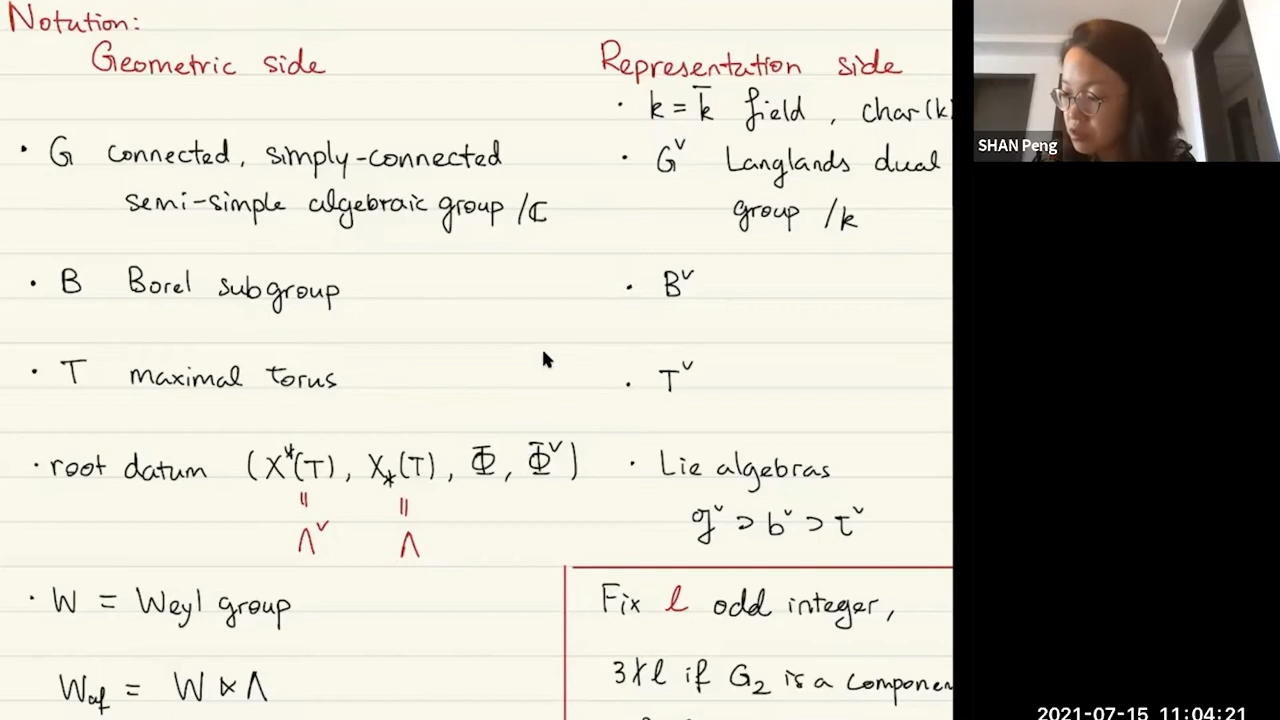 Notation:
Geometric side
· G connected, simply-connected
semi-simple algebraic group /ℂ
· B Borel subgroup
· T maximal torus
· root datum (X*(T), X_*(T), Φ, Φ^∨)
" "
Λ^∨ Λ
· W = Weyl group
W_af = W ⋉ Λ
Representation side
· k = k̄ field, char(k)
· G^∨ Langlands dual
group /k
· B^∨
· T^∨
· Lie algebras
𝔤^∨ ⊃ b^∨ ⊃ t^∨
Fix l odd integer,
3∤l if G₂ is a componen
SHAN Peng
2021-07-15 11:04:21